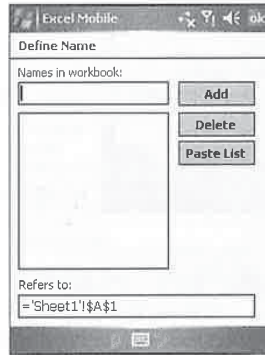 Excel Mobile ok
Define Name
Names in workbook:
Add
Delete
Paste List
Refers to:
='Sheet1'!$A$1